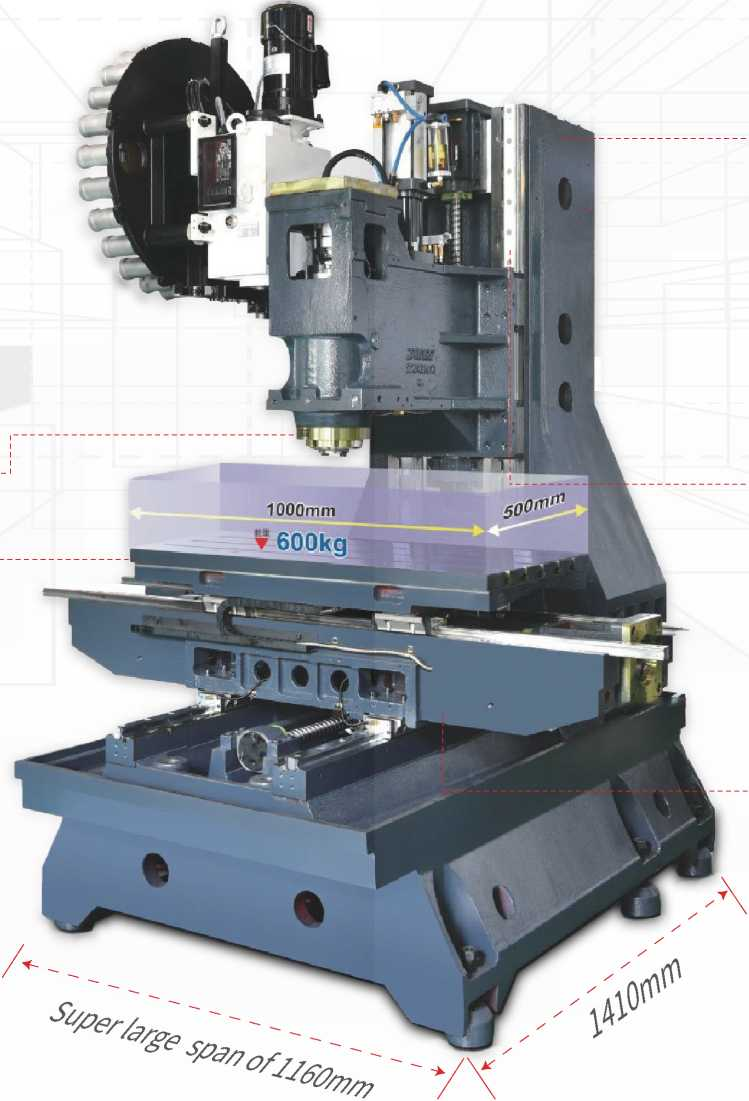 1000mm
500mm
600kg
Super large span of 1160mm
1410mm